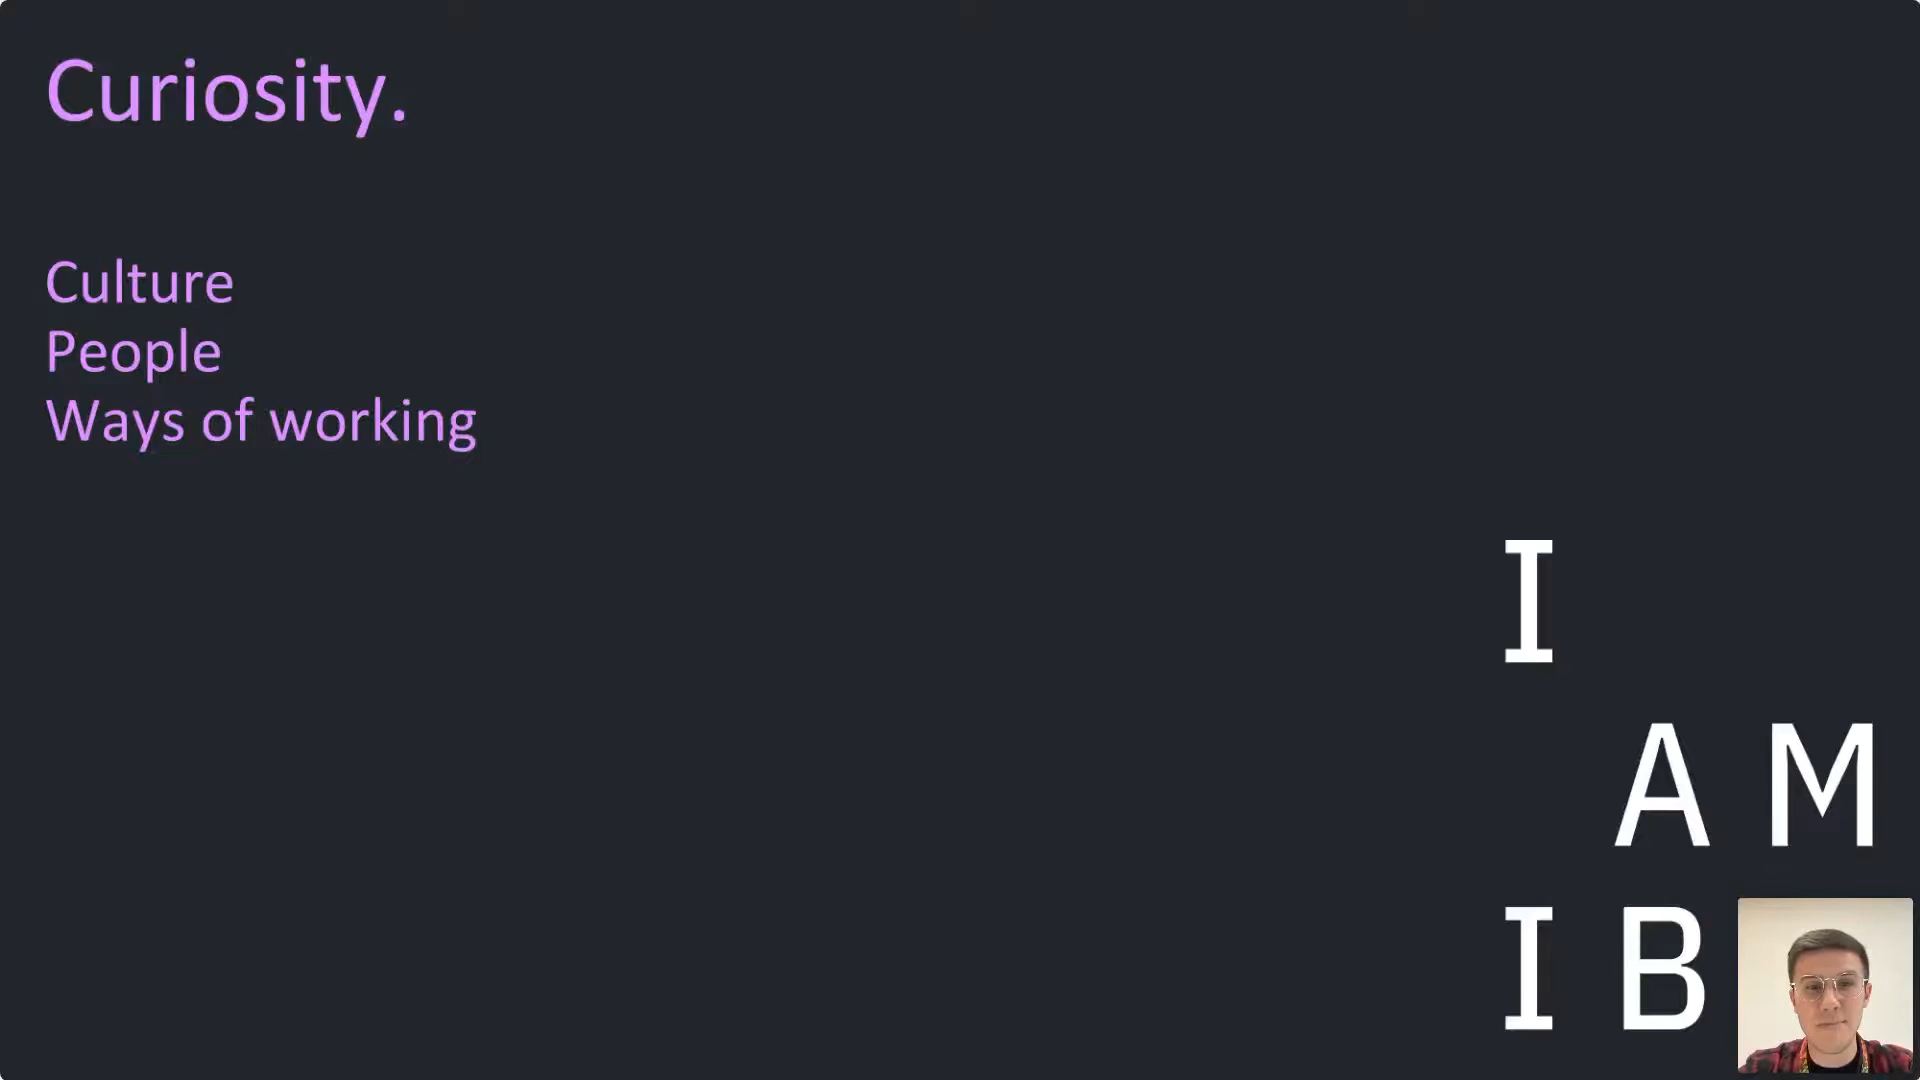 Curiosity.
Culture
People
Ways of working
I
A M
I B